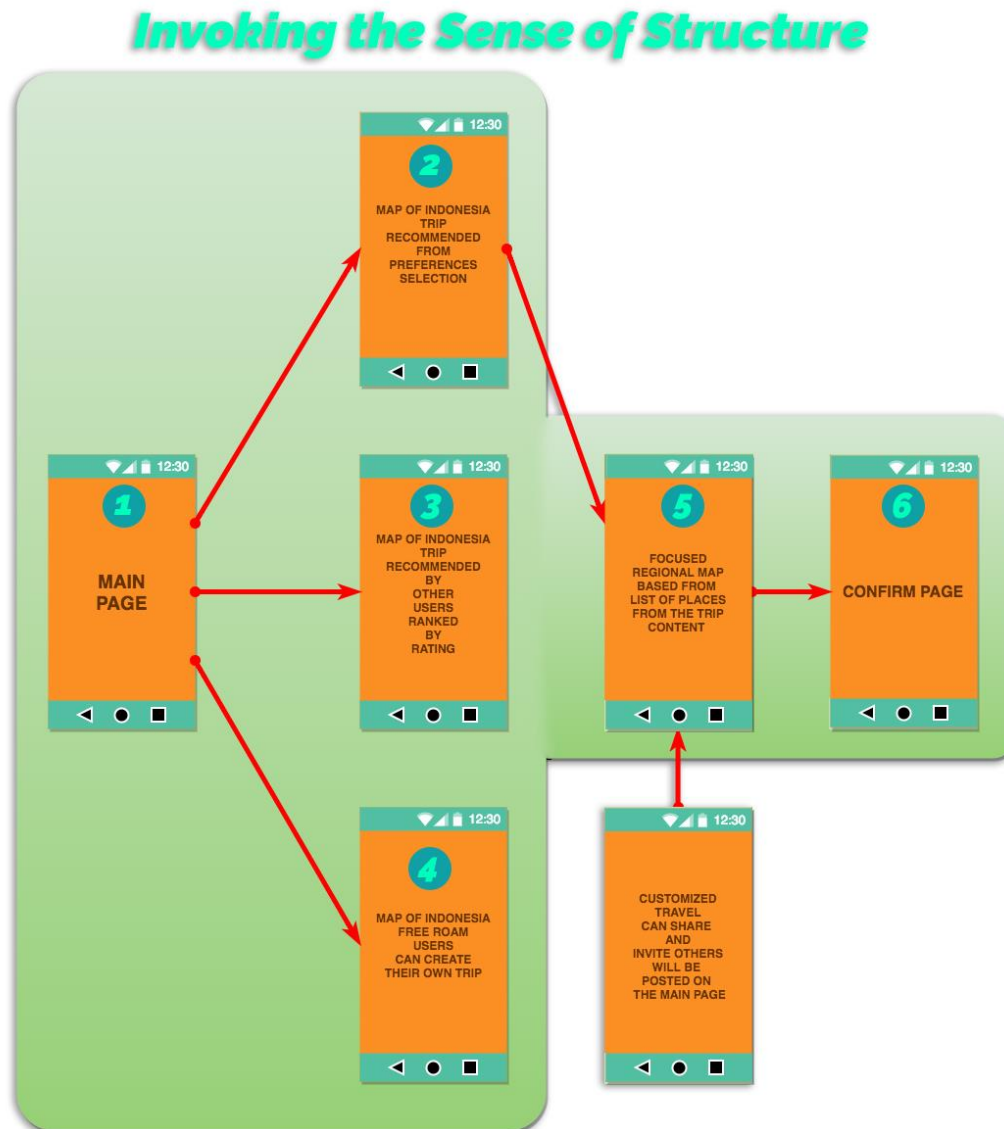 Invoking the Sense of Structure
12:30
2
MAP OF INDONESIA
TRIP
RECOMMENDED
FROM
PREFERENCES
SELECTION
12:30
1
MAIN
PAGE
12:30
3
MAP OF INDONESIA
TRIP
RECOMMENDED
BY
OTHER
USERS
RANKED
BY
RATING
12:30
5
FOCUSED
REGIONAL MAP
BASED FROM
LIST OF PLACES
FROM THE TRIP
CONTENT
12:30
6
CONFIRM PAGE
12:30
4
MAP OF INDONESIA
FREE ROAM
USERS
CAN CREATE
THEIR OWN TRIP
12:30
CUSTOMIZED
TRAVEL
CAN SHARE
AND
INVITE OTHERS
WILL BE
POSTED ON
THE MAIN PAGE